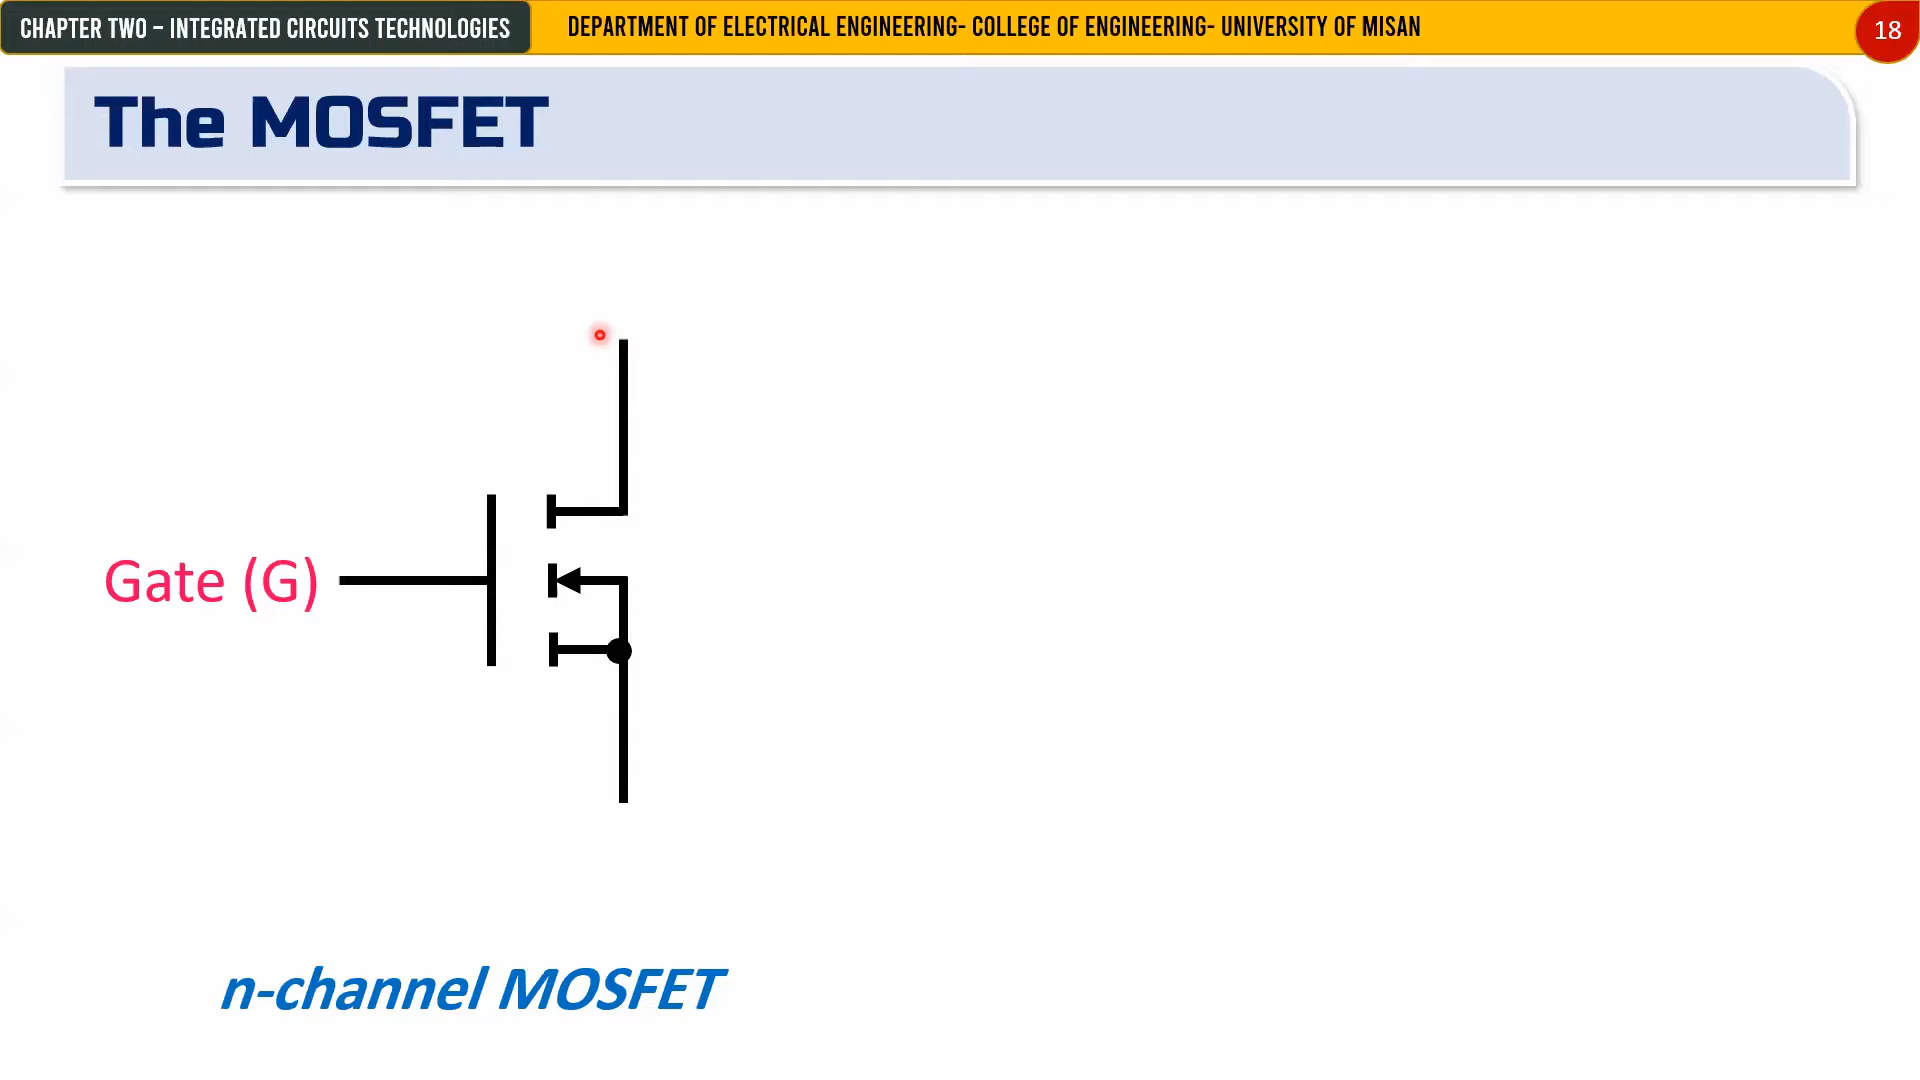 CHAPTER TWO – INTEGRATED CIRCUITS TECHNOLOGIES
DEPARTMENT OF ELECTRICAL ENGINEERING- COLLEGE OF ENGINEERING- UNIVERSITY OF MISAN
18
The MOSFET
Gate (G)
n-channel MOSFET